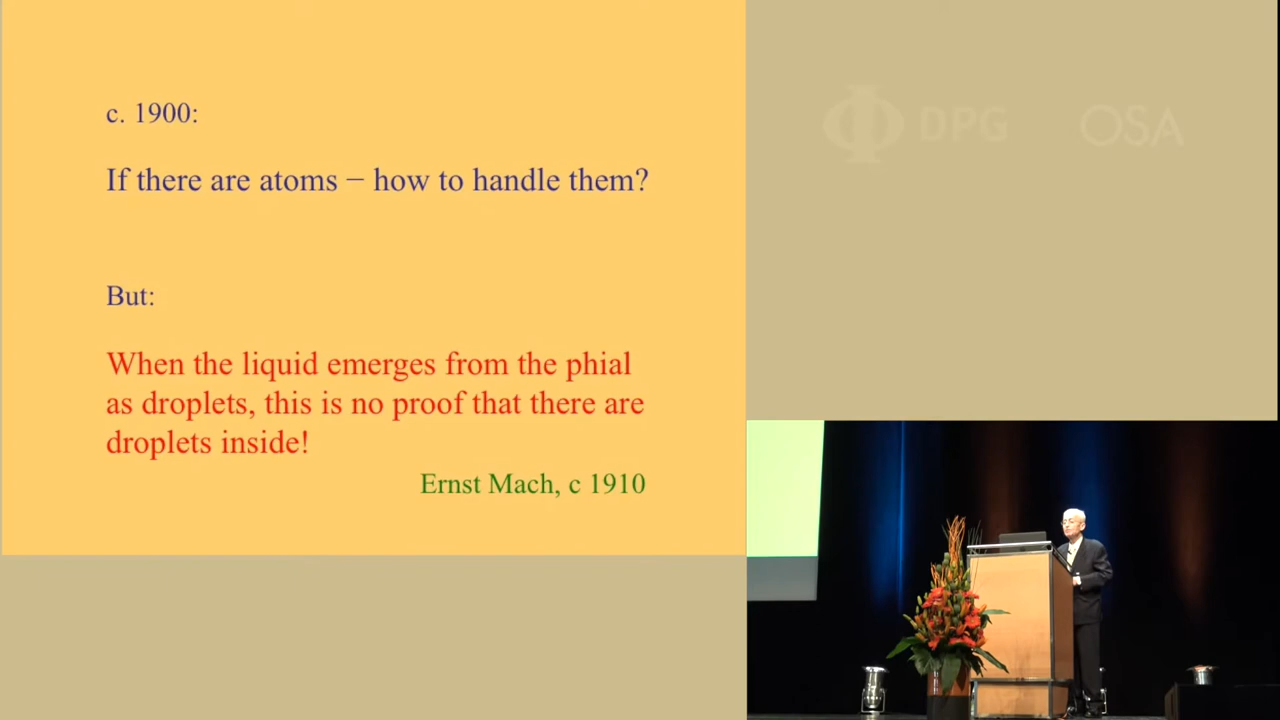 c. 1900:
If there are atoms − how to handle them?
But:
When the liquid emerges from the phial
as droplets, this is no proof that there are
droplets inside!
Ernst Mach, c 1910
DPG
OSA